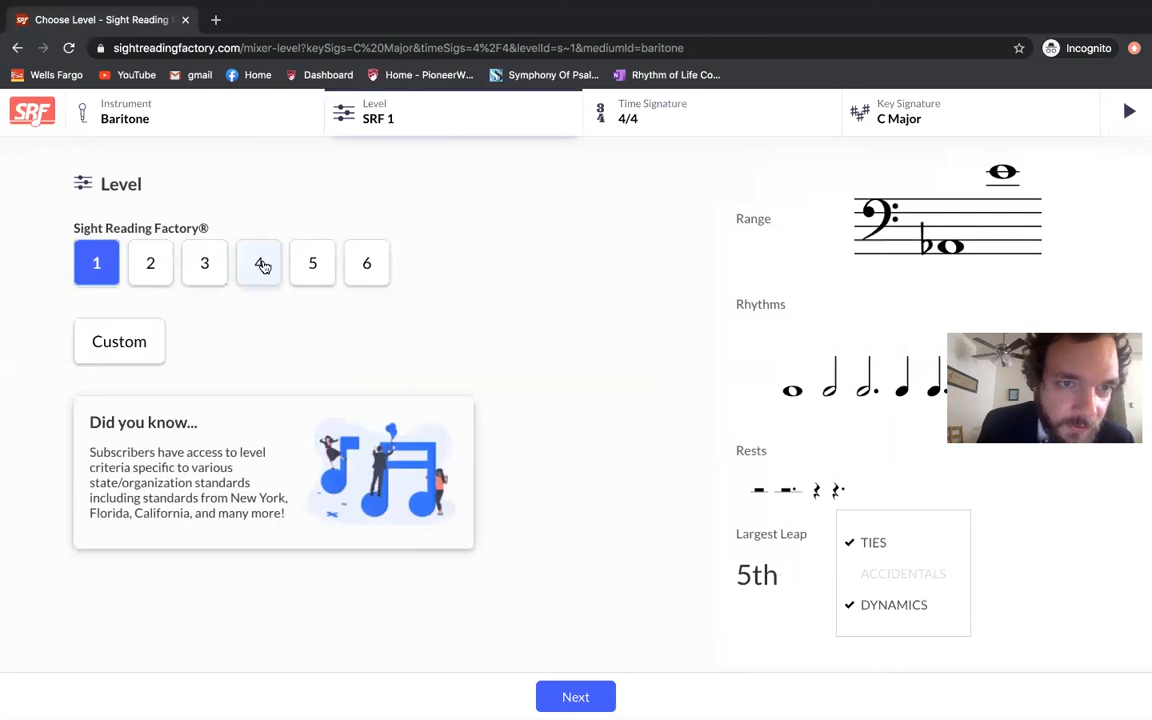 Choose Level - Sight Reading
sightreadingfactory.com/mixer-level?keySigs=C%20Major&timeSigs=4%2F4&levelId=s~1&mediumId=baritone
Incognito
Wells Fargo
YouTube
gmail
Home
Dashboard
Home - PioneerW...
Symphony Of Psal...
Rhythm of Life Co...
SRF
Instrument
Baritone
Level
SRF 1
Time Signature
4/4
Key Signature
C Major
Level
Sight Reading Factory®
1 2 3 4 5 6
Custom
Did you know...
Subscribers have access to level
criteria specific to various
state/organization standards
including standards from New York,
Florida, California, and many more!
Range
Rhythms
Rests
Largest Leap
5th
TIES
ACCIDENTALS
DYNAMICS
Next